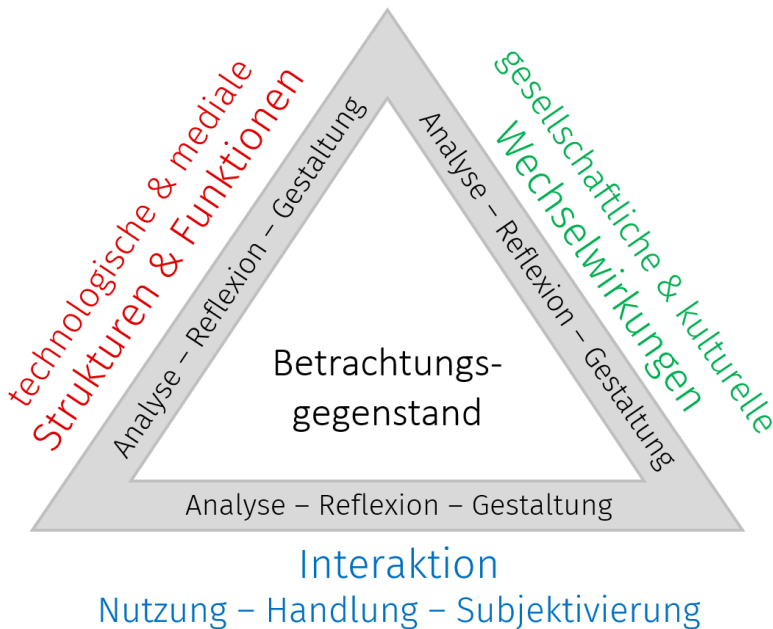 technologische & mediale
Strukturen & Funktionen
Analyse – Reflexion – Gestaltung
gesellschaftliche & kulturelle
Wechselwirkungen
Analyse – Reflexion – Gestaltung
Betrachtungs-
gegenstand
Analyse – Reflexion – Gestaltung
Interaktion
Nutzung – Handlung – Subjektivierung